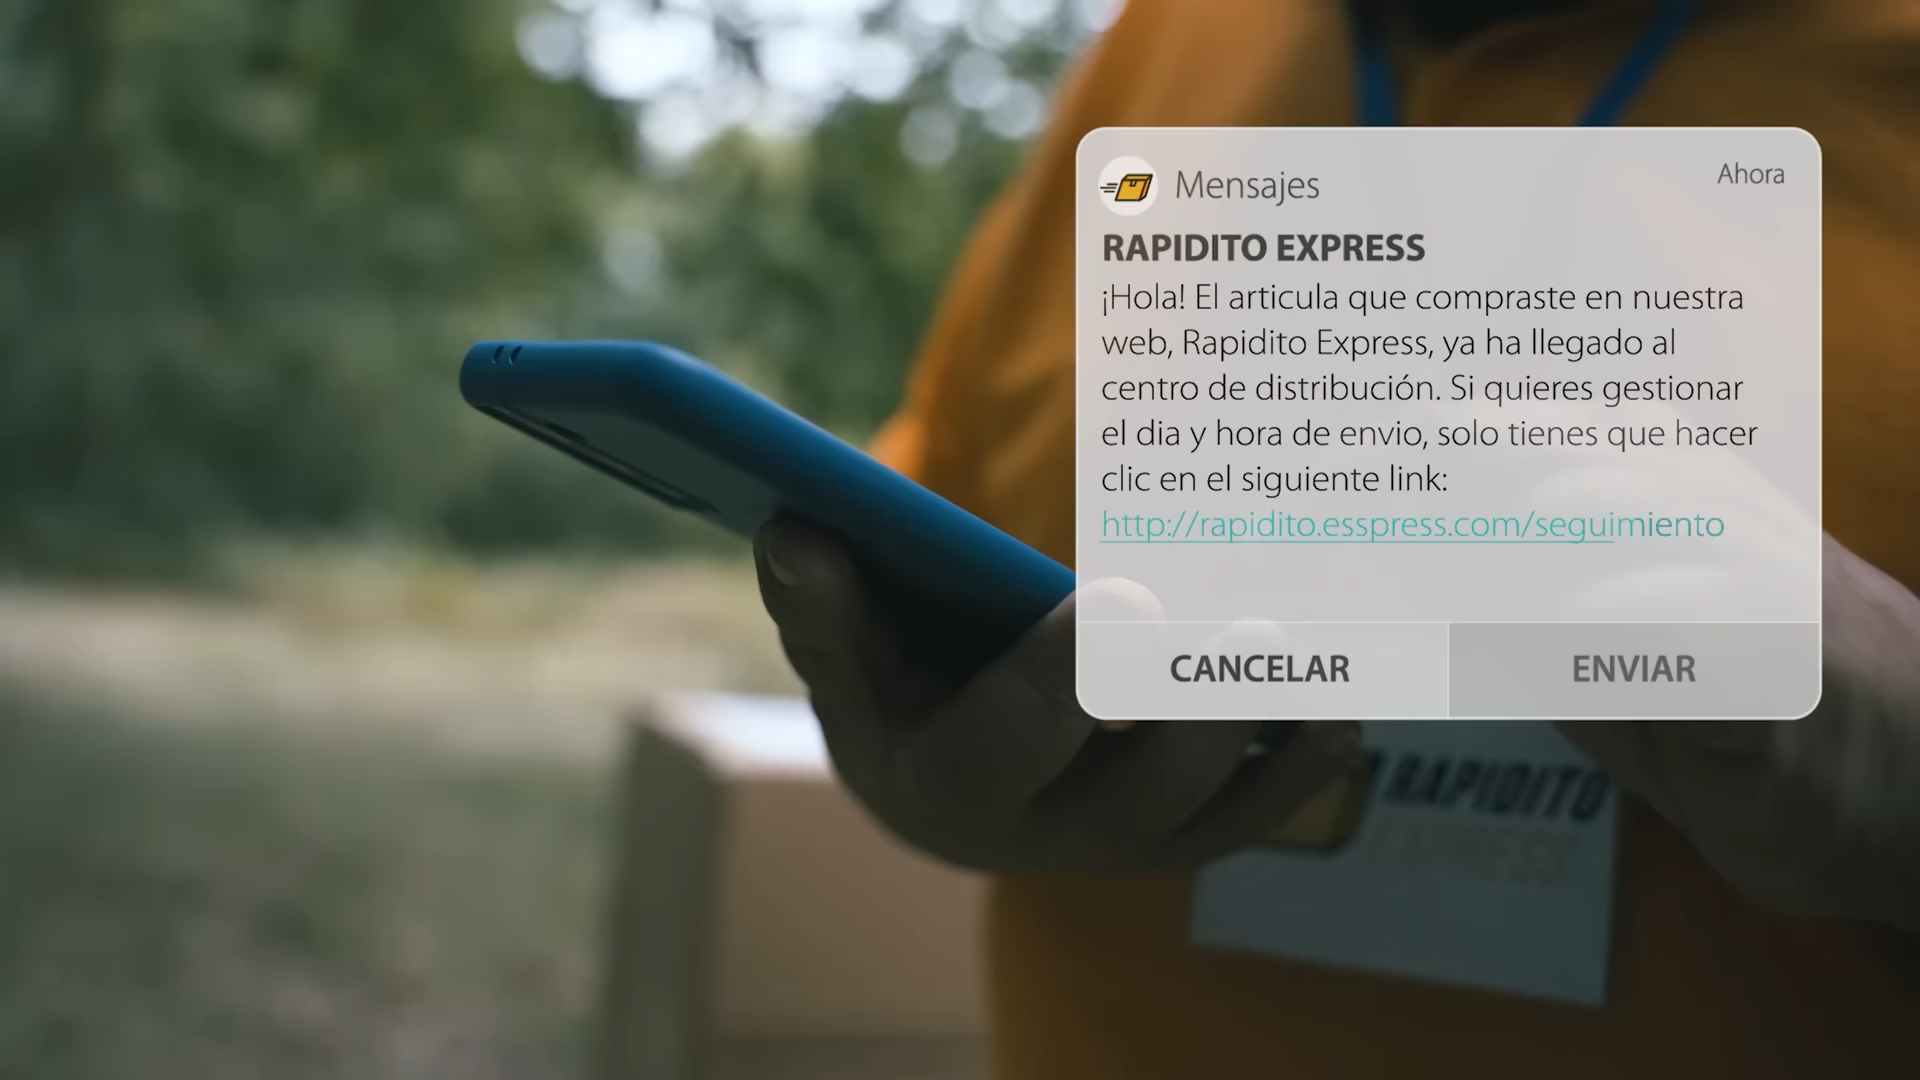 Mensajes
Ahora
RAPIDITO EXPRESS
¡Hola! El articula que compraste en nuestra
web, Rapidito Express, ya ha llegado al
centro de distribución. Si quieres gestionar
el dia y hora de envio, solo tienes que hacer
clic en el siguiente link:
http://rapidito.esspress.com/seguimiento
CANCELAR
ENVIAR
RAPIDITO
EXPRESS